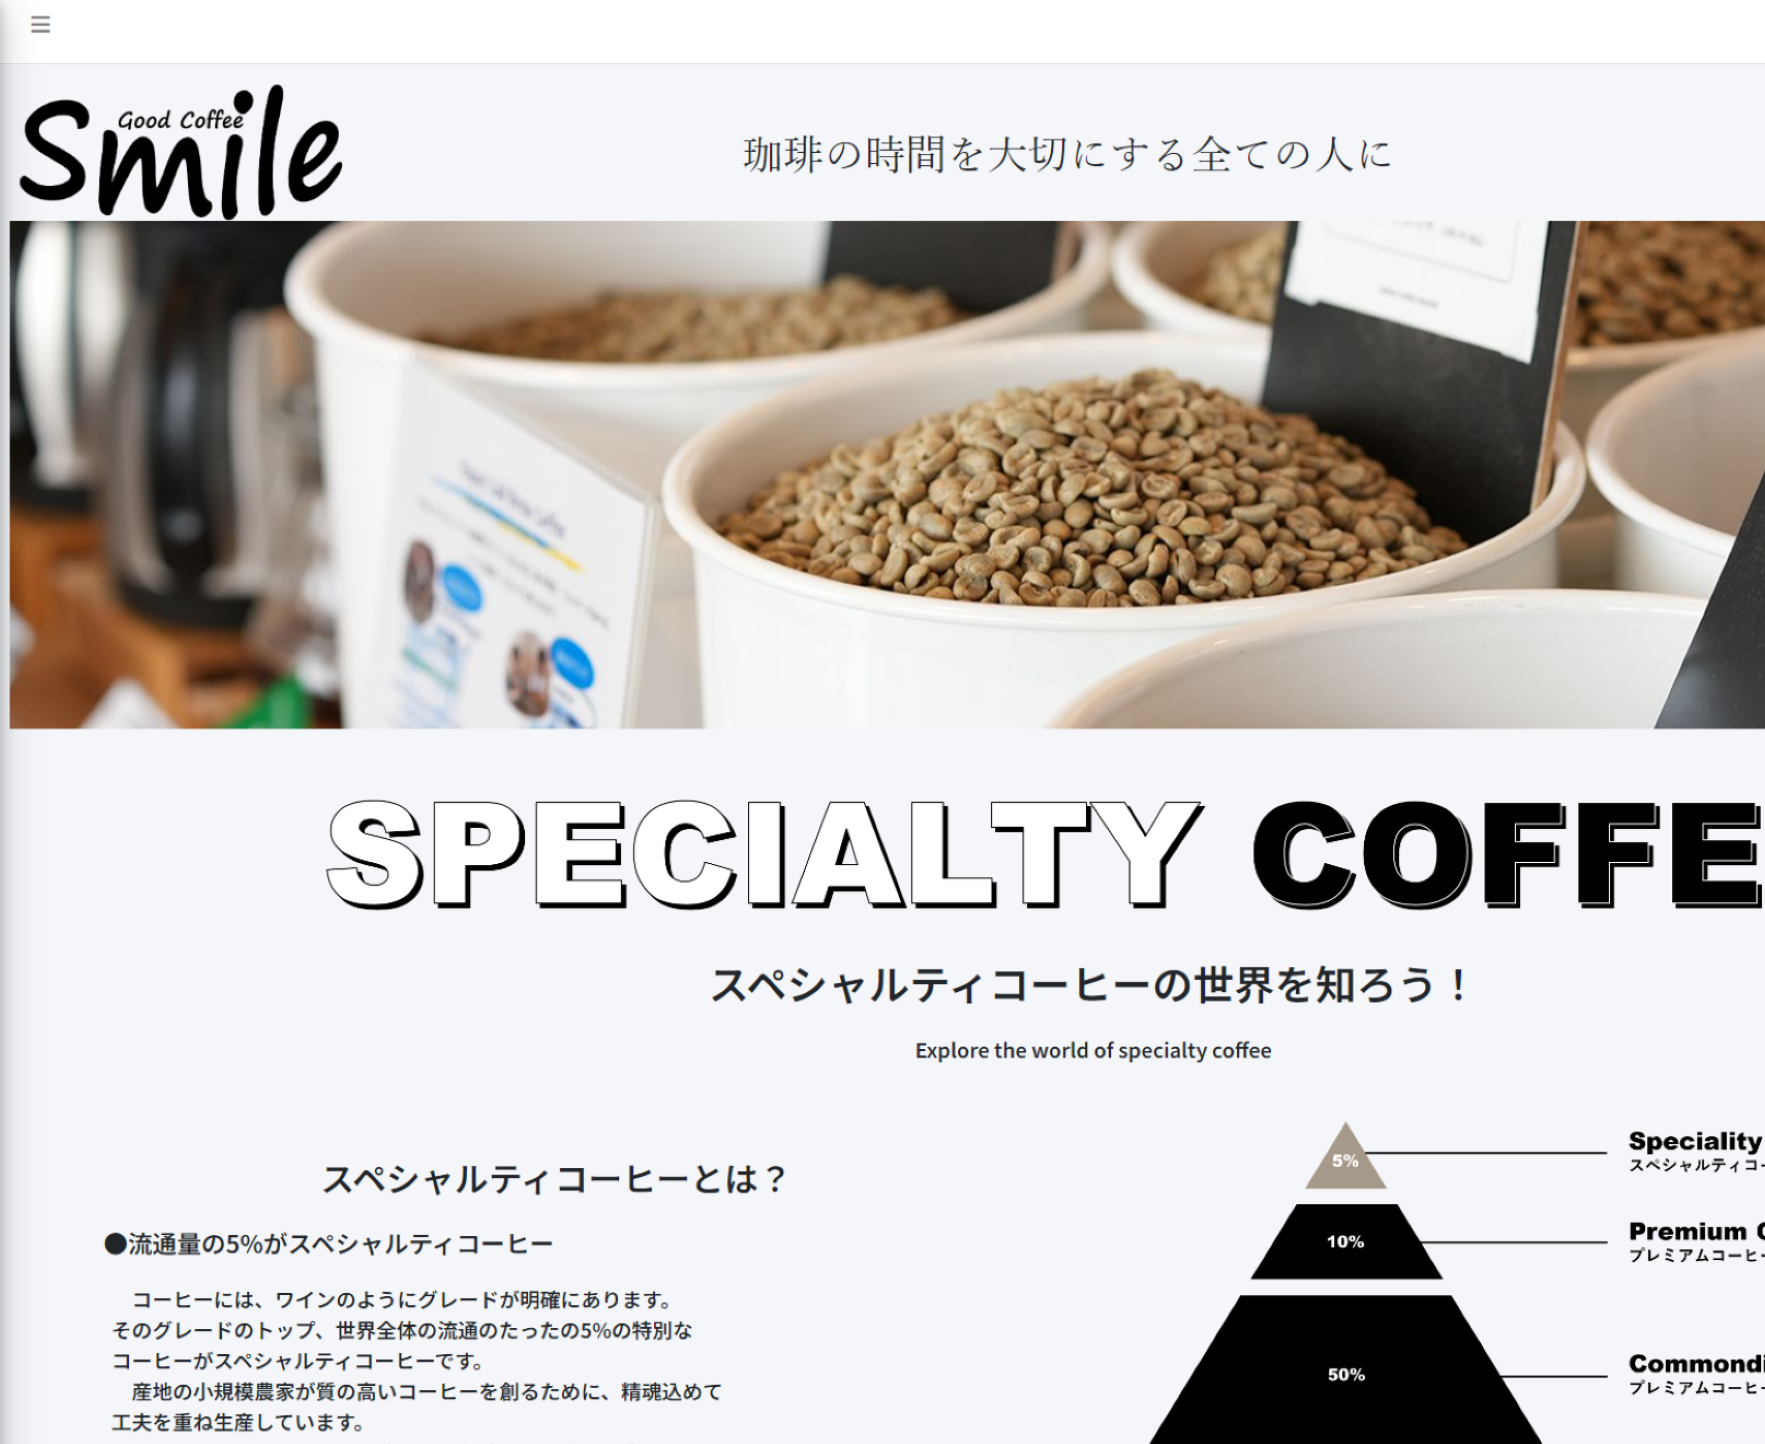 Good Coffee
Smile
珈琲の時間を大切にする全ての人に
SPECIALTY COFFE
スペシャルティコーヒーの世界を知ろう！
Explore the world of specialty coffee
スペシャルティコーヒーとは？
●流通量の5%がスペシャルティコーヒー
コーヒーには、ワインのようにグレードが明確にあります。
そのグレードのトップ、世界全体の流通のたったの5%の特別な
コーヒーがスペシャルティコーヒーです。
産地の小規模農家が質の高いコーヒーを創るために、精魂込めて
工夫を重ね生産しています。
5%
Speciality
スペシャルティコー
10%
Premium
プレミアムコーヒー
50%
Commondi
プレミアムコーヒー